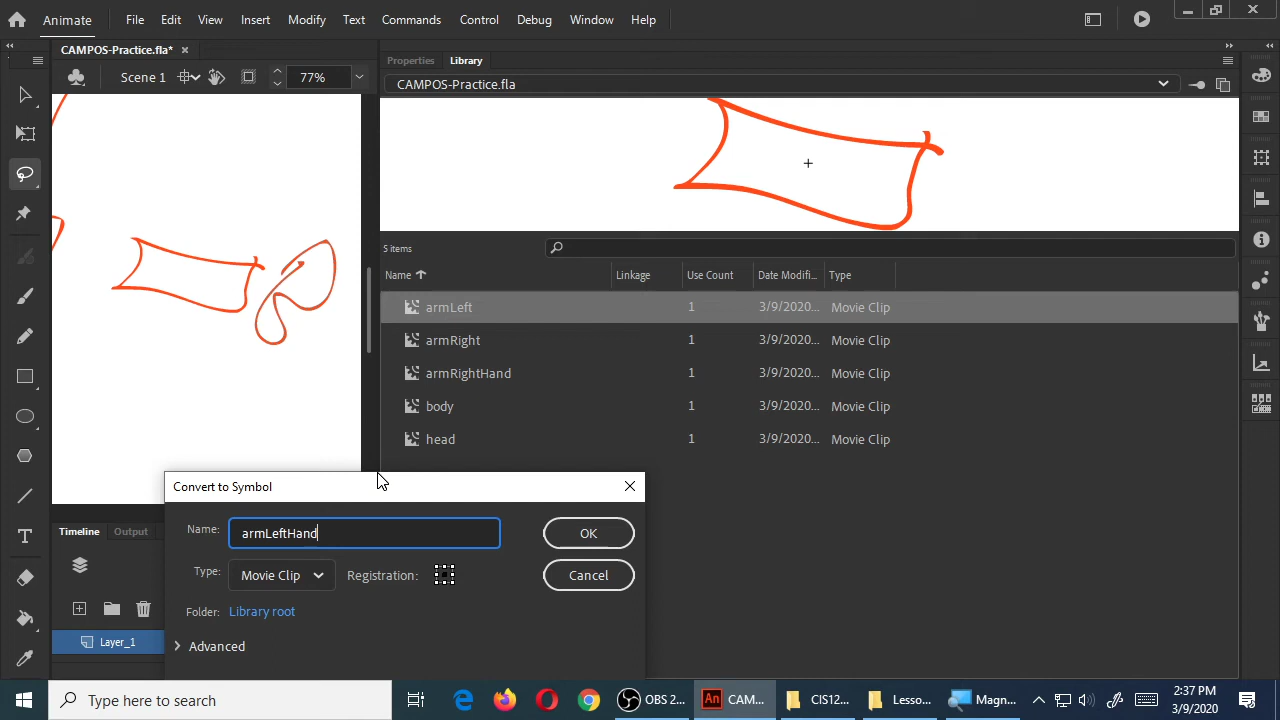 Animate File Edit View Insert Modify Text Commands Control Debug Window Help
CAMPOS-Practice.fla*
Properties Library
Scene 1 77%
CAMPOS-Practice.fla
5 items
Name Linkage Use Count Date Modifi... Type
armLeft 1 3/9/2020... Movie Clip
armRight 1 3/9/2020... Movie Clip
armRightHand 1 3/9/2020... Movie Clip
body 1 3/9/2020... Movie Clip
head 1 3/9/2020... Movie Clip
Convert to Symbol
Name: armLeftHand OK
Type: Movie Clip Registration: Cancel
Folder: Library root
Advanced
Timeline Output
Layer_1
Type here to search
OBS 2...
CAM...
CIS12...
Lesso...
Magn...
2:37 PM
3/9/2020